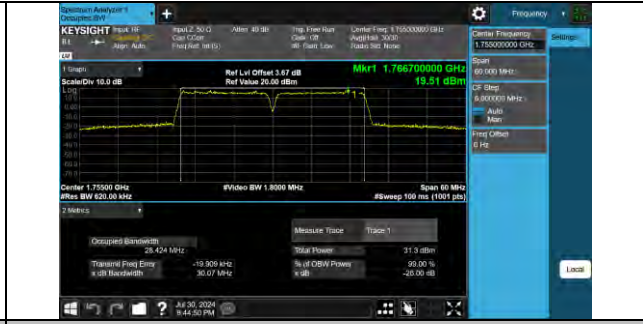 Spectrum Analyzer 1
Occupied BW
Frequency
KEYSIGHT Input: RF
Align: Auto
Input Z: 50 Ω
Atten: 40 dB
Trig: Free Run
Gate: Off
#IF Gain: Low
Center Freq: 1.755000000 GHz
Avg|Hold: 30/30
Radio Std: None
Center Frequency
1.755000000 GHz
Settings
Span
60.000 MHz
CF Step
6.000000 MHz
Auto
Man
Freq Offset
0 Hz
1 Graph
Scale/Div 10.0 dB
Ref Lvl Offset 3.67 dB
Ref Value 20.00 dBm
Mkr1 1.766700000 GHz
19.51 dBm
Log
Center 1.75500 GHz
#Res BW 620.00 kHz
#Video BW 1.8000 MHz
Span 60 MHz
#Sweep 100 ms (1001 pts)
2 Metrics
Measure Trace
Trace 1
Occupied Bandwidth
28.424 MHz
Total Power
31.3 dBm
Transmit Freq Error
-19.909 kHz
% of OBW Power
99.00 %
x dB Bandwidth
30.07 MHz
x dB
-26.00 dB
Local
Jul 30, 2024
9:44:50 PM